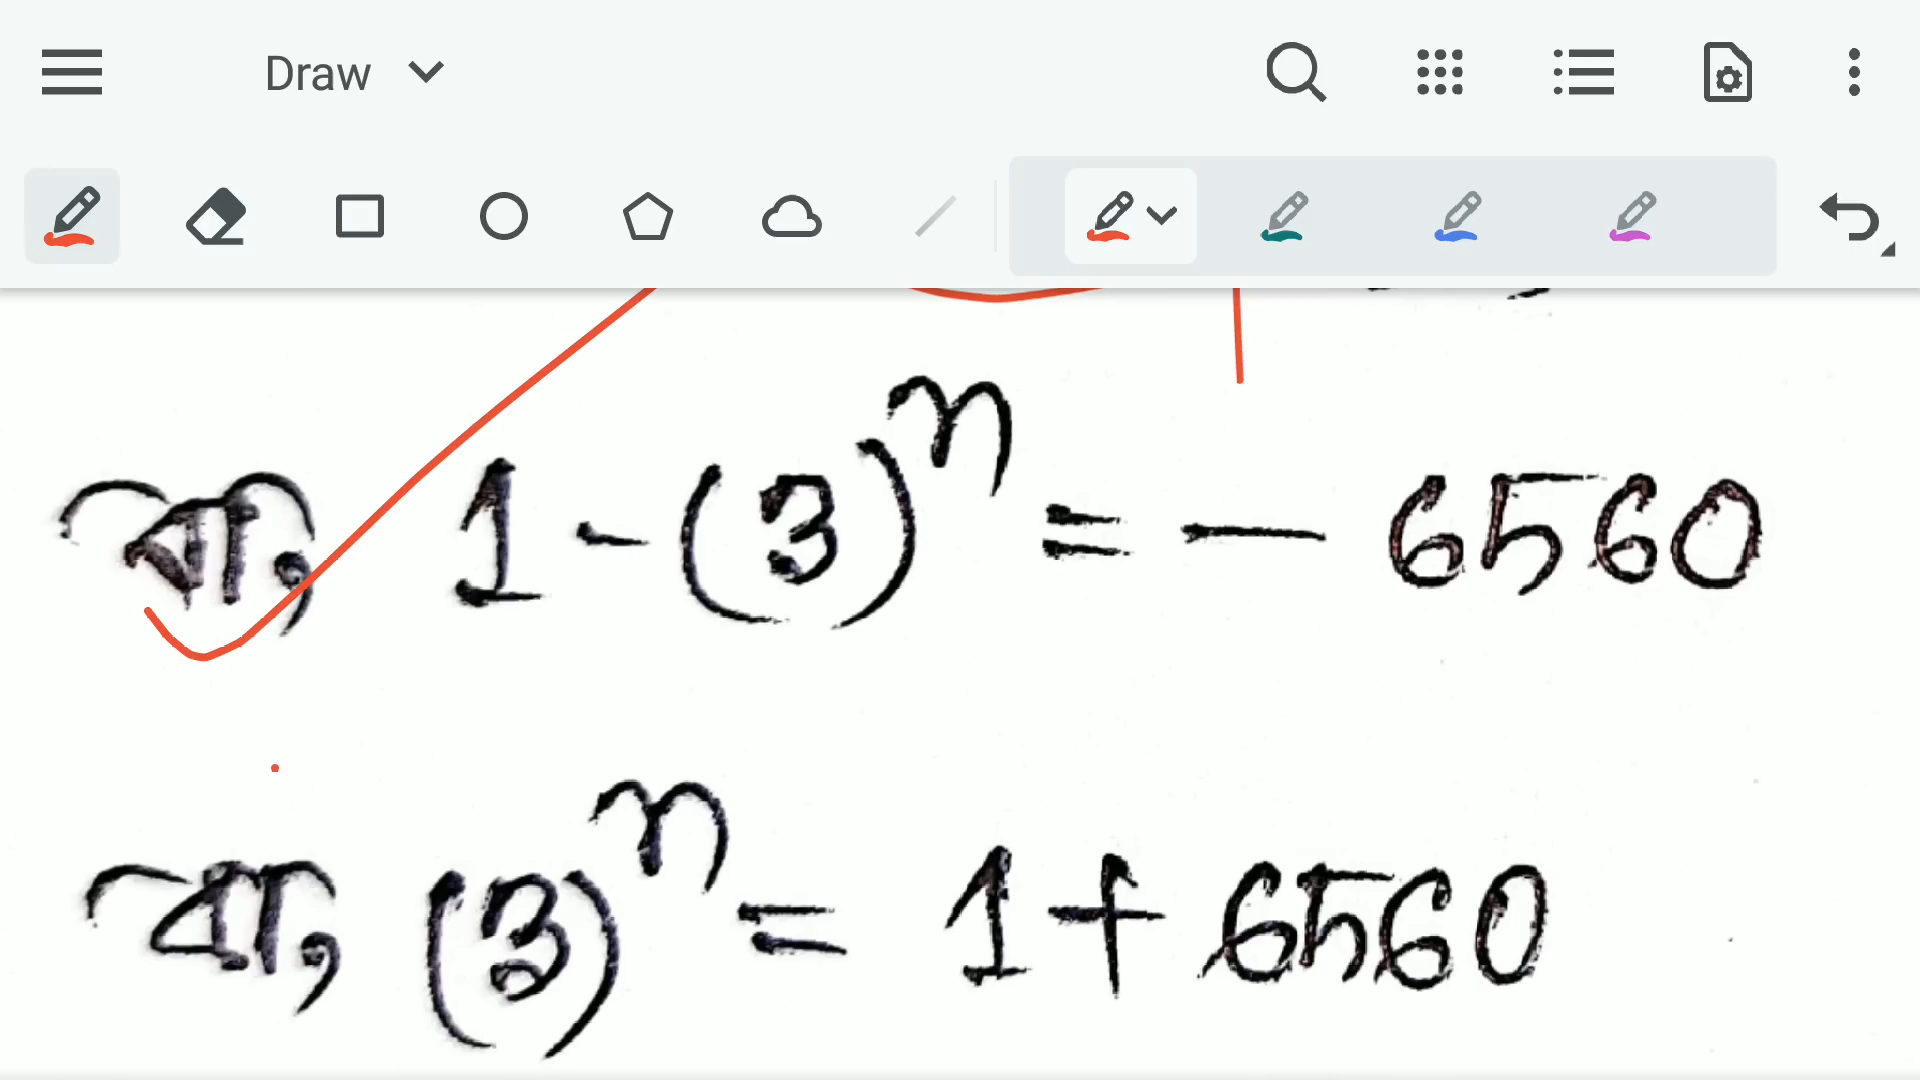 Draw
বা, 1 - (3)ⁿ = - 6560
বা, (3)ⁿ = 1 + 6560